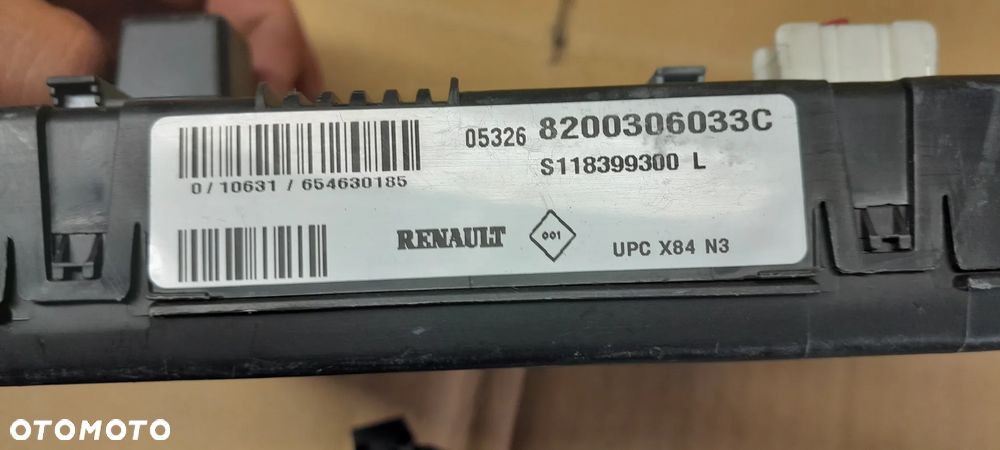 05326 8200306033C
S118399300 L
0/10631/654630185
RENAULT 001 UPC X84 N3
OTOMOTO